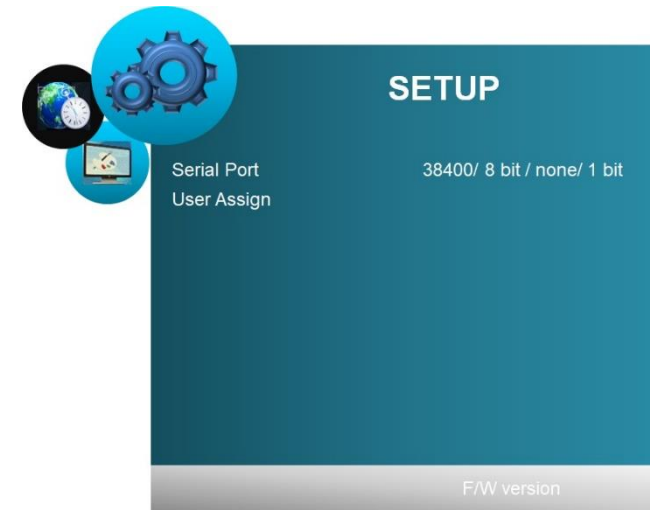 SETUP
Serial Port 38400/ 8 bit / none/ 1 bit
User Assign
F/W version